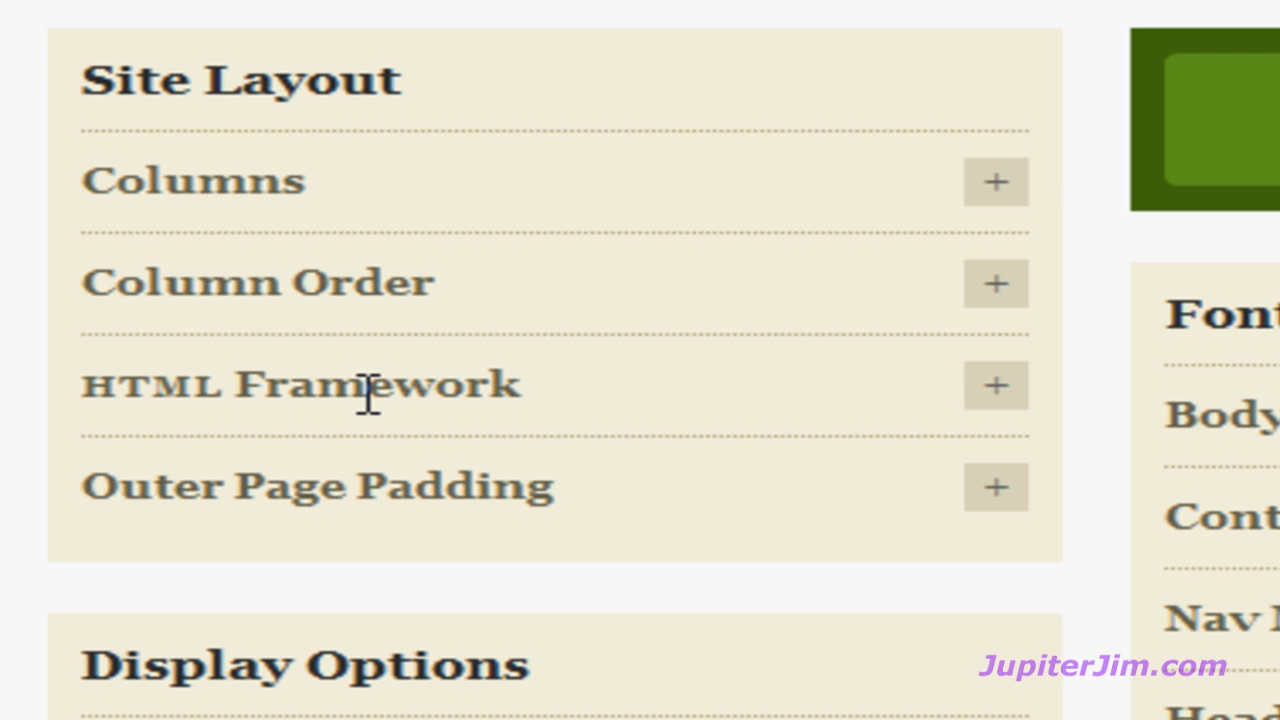 Site Layout
Columns +
Column Order +
HTML Framework +
Outer Page Padding +
Display Options
Font
Body
Cont
Nav
JupiterJim.com